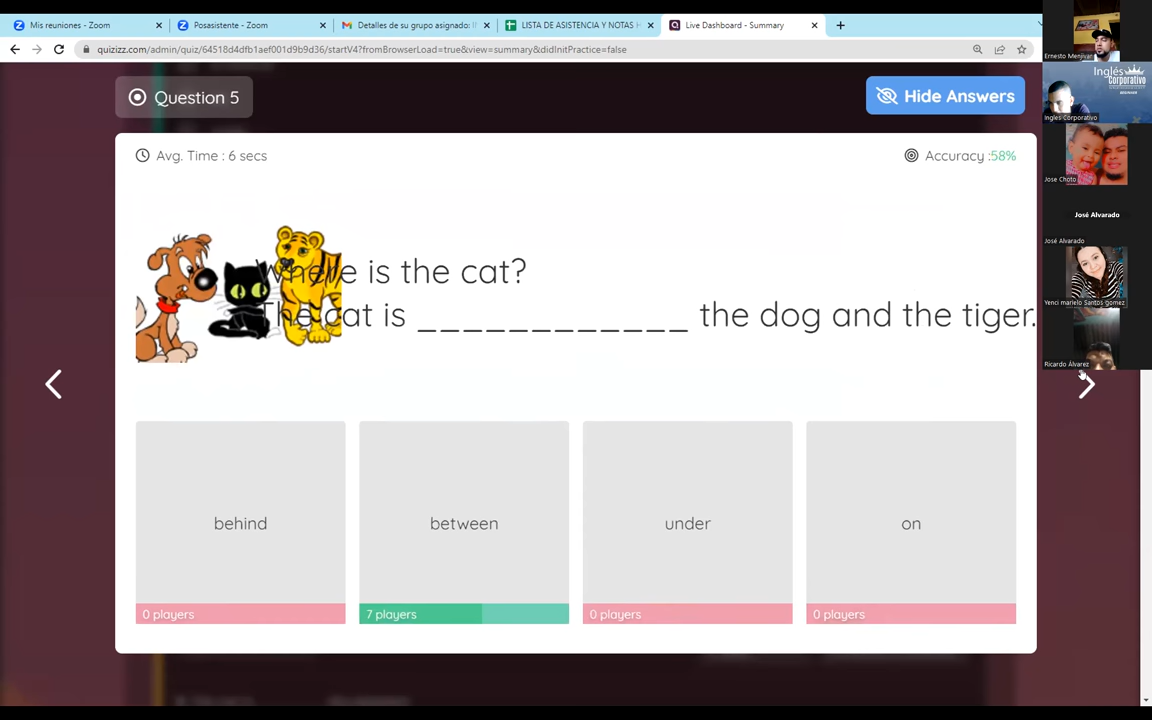 Mis reuniones - Zoom
Posasistente - Zoom
Detalles de su grupo asignado:
LISTA DE ASISTENCIA Y NOTAS
Live Dashboard - Summary
quizizz.com/admin/quiz/64518d4dfb1aef001d9b9d36/startV4?fromBrowserLoad=true&view=summary&didInitPractice=false
Question 5
Hide Answers
Avg. Time : 6 secs
Accuracy :58%
Where is the cat?
The cat is ____________ the dog and the tiger.
behind
between
under
on
0 players
7 players
0 players
0 players
Ernesto Menjivar
Inglés
Corporativo
Ingles Corporativo
Jose Choto
José Alvarado
José Alvarado
Yenci marielo Santos gomez
Ricardo Álvarez